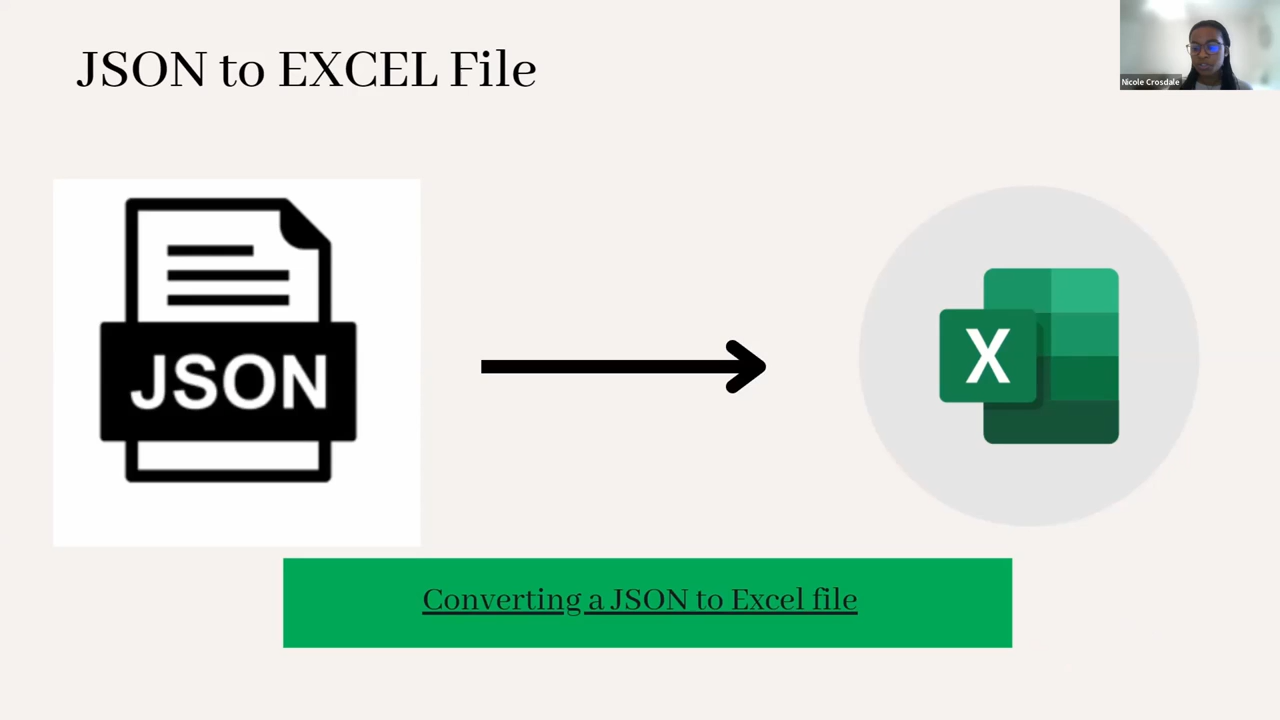 JSON to EXCEL File
Nicole Crosdale
JSON
X
Converting a JSON to Excel file